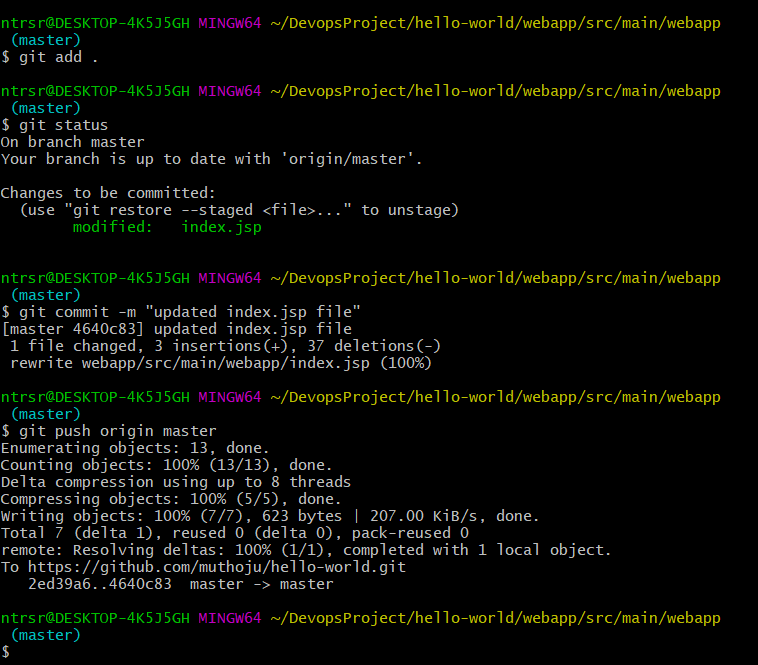 ntrsr@DESKTOP-4K5J5GH MINGW64 ~/DevopsProject/hello-world/webapp/src/main/webapp
(master)
$ git add .
ntrsr@DESKTOP-4K5J5GH MINGW64 ~/DevopsProject/hello-world/webapp/src/main/webapp
(master)
$ git status
On branch master
Your branch is up to date with 'origin/master'.
Changes to be committed:
(use "git restore --staged <file>..." to unstage)
modified:   index.jsp
ntrsr@DESKTOP-4K5J5GH MINGW64 ~/DevopsProject/hello-world/webapp/src/main/webapp
(master)
$ git commit -m "updated index.jsp file"
[master 4640c83] updated index.jsp file
1 file changed, 3 insertions(+), 37 deletions(-)
rewrite webapp/src/main/webapp/index.jsp (100%)
ntrsr@DESKTOP-4K5J5GH MINGW64 ~/DevopsProject/hello-world/webapp/src/main/webapp
(master)
$ git push origin master
Enumerating objects: 13, done.
Counting objects: 100% (13/13), done.
Delta compression using up to 8 threads
Compressing objects: 100% (5/5), done.
Writing objects: 100% (7/7), 623 bytes | 207.00 KiB/s, done.
Total 7 (delta 1), reused 0 (delta 0), pack-reused 0
remote: Resolving deltas: 100% (1/1), completed with 1 local object.
To https://github.com/muthoju/hello-world.git
2ed39a6..4640c83  master -> master
ntrsr@DESKTOP-4K5J5GH MINGW64 ~/DevopsProject/hello-world/webapp/src/main/webapp
(master)
$